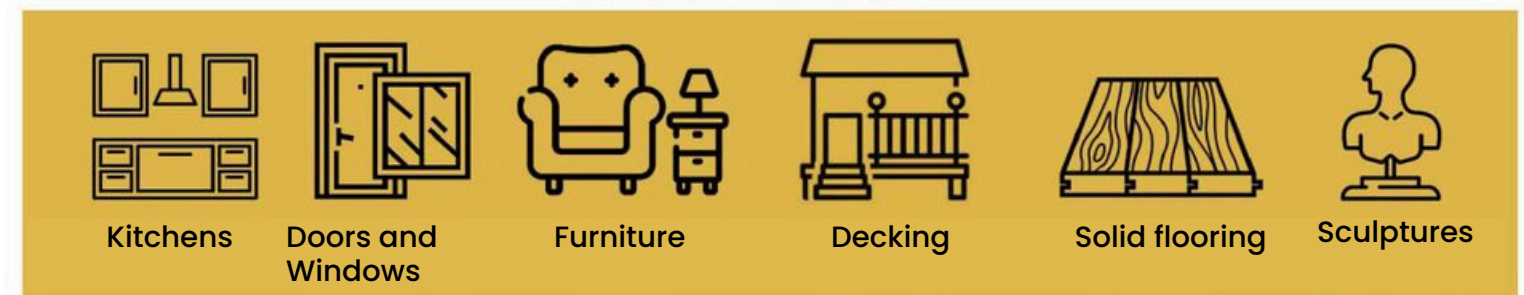 Kitchens
Doors and
Windows
Furniture
Decking
Solid flooring
Sculptures